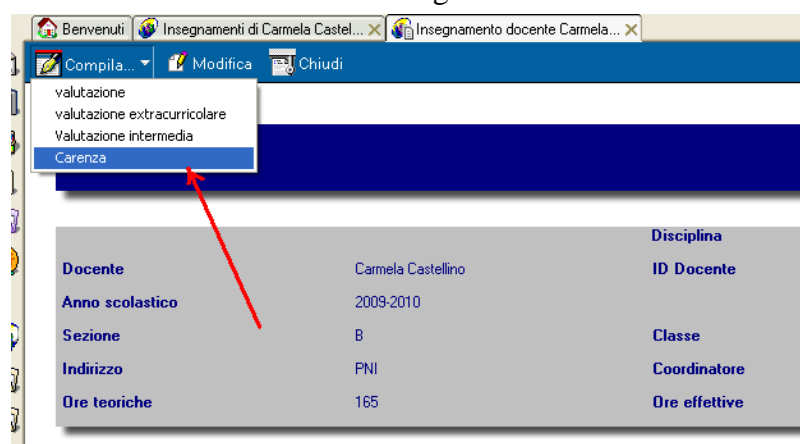 Benvenuti Insegnamenti di Carmela Castel... Insegnamento docente Carmela...
Compila... Modifica Chiudi
valutazione
valutazione extracurricolare
Valutazione intermedia
Carenza
Disciplina
Docente Carmela Castellino ID Docente
Anno scolastico 2009-2010
Sezione B Classe
Indirizzo PNI Coordinatore
Ore teoriche 165 Ore effettive